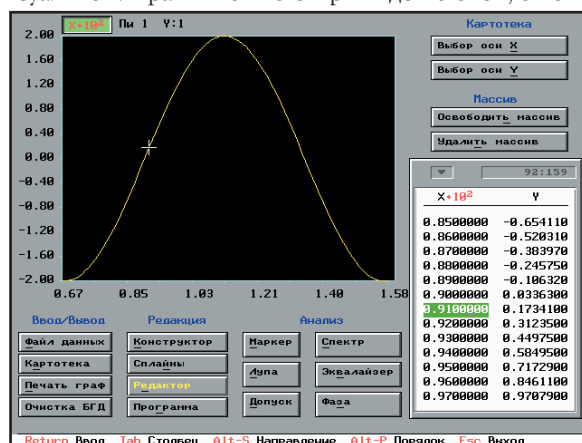 X*10² Пи 1 Y:1
2.00
1.60
1.20
0.80
0.40
0.00
-0.40
-0.80
-1.20
-1.60
-2.00
0.67 0.85 1.03 1.21 1.40 1.58
Картотека
Выбор оси X
Выбор оси Y
Массив
Освободить массив
Удалить массив
92:159
X*10² Y
0.8500000 -0.654110
0.8600000 -0.520310
0.8700000 -0.383970
0.8800000 -0.245750
0.8900000 -0.106320
0.9000000 0.0336300
0.9100000 0.1734100
0.9200000 0.3123500
0.9300000 0.4497500
0.9400000 0.5849500
0.9500000 0.7172900
0.9600000 0.8461100
0.9700000 0.9707900
Ввод/Вывод Редакция Анализ
Файл данных Конструктор Маркер Спектр
Картотека Сплайны Лупа Эквалайзер
Печать граф Редактор
Очистка БГД Программа Допуск Фаза
Return Ввод Tab Столбец Alt-S Направление Alt-P Порядок Esc Выход